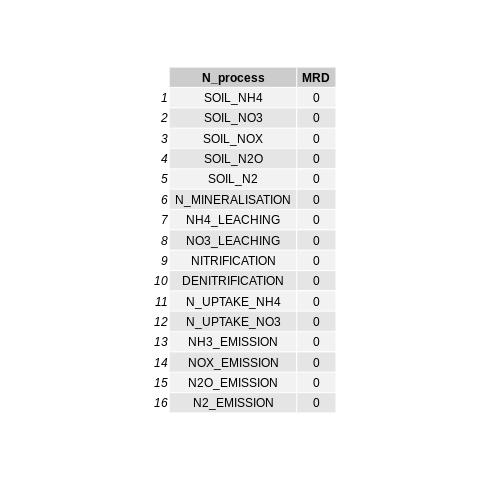 N_process MRD
1 SOIL_NH4 0
2 SOIL_NO3 0
3 SOIL_NOX 0
4 SOIL_N2O 0
5 SOIL_N2 0
6 N_MINERALISATION 0
7 NH4_LEACHING 0
8 NO3_LEACHING 0
9 NITRIFICATION 0
10 DENITRIFICATION 0
11 N_UPTAKE_NH4 0
12 N_UPTAKE_NO3 0
13 NH3_EMISSION 0
14 NOX_EMISSION 0
15 N2O_EMISSION 0
16 N2_EMISSION 0